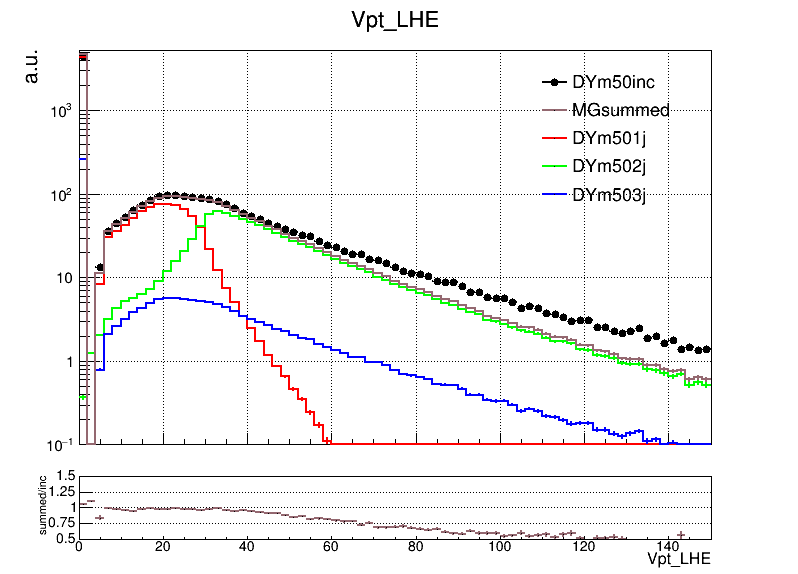 Vpt_LHE
a.u.
DYm50inc
MGsummed
DYm501j
DYm502j
DYm503j
10³
10²
10
1
10⁻¹
summed/inc
1.5
1.25
1
0.75
0.5
0 20 40 60 80 100 120 140
Vpt_LHE